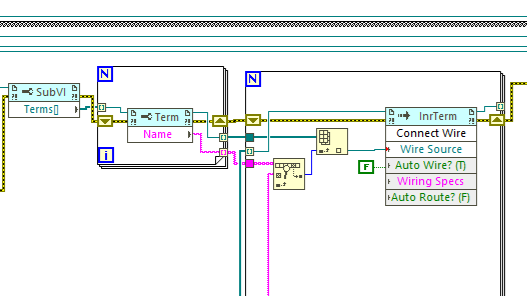 SubVI
Terms[]
N
Term
Name
i
N
InrTerm
Connect Wire
Wire Source
F
Auto Wire? (T)
Wiring Specs
Auto Route? (F)